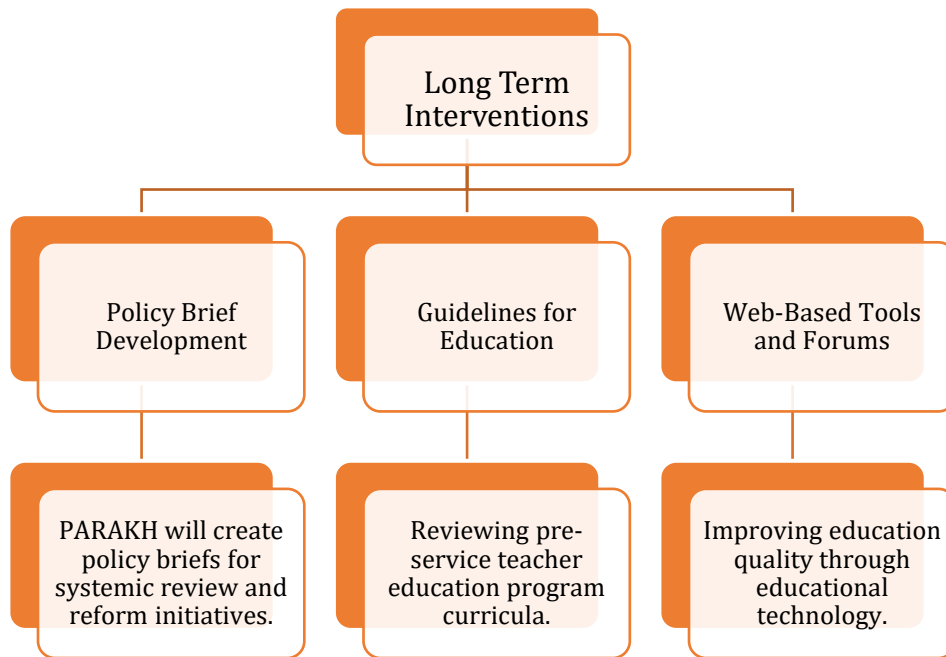 Long Term
Interventions
Policy Brief
Development
Guidelines for
Education
Web-Based Tools
and Forums
PARAKH will create
policy briefs for
systemic review and
reform initiatives.
Reviewing pre-
service teacher
education program
curricula.
Improving education
quality through
educational
technology.